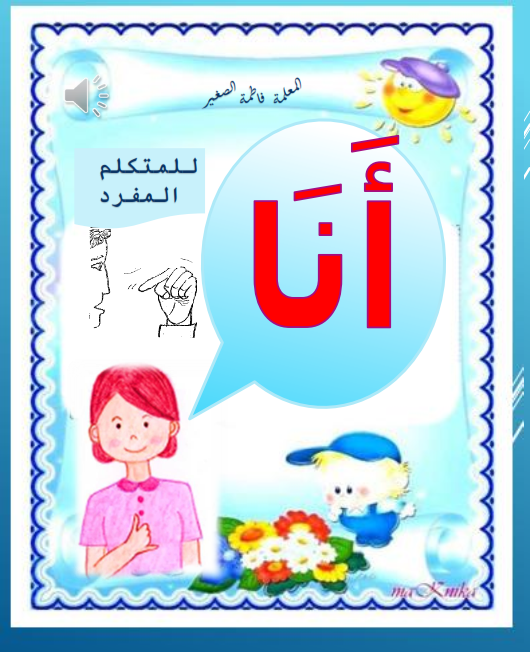 المعلمة فاطمة الصغير
للمتكلم
المفرد
أَنَا
maKnika